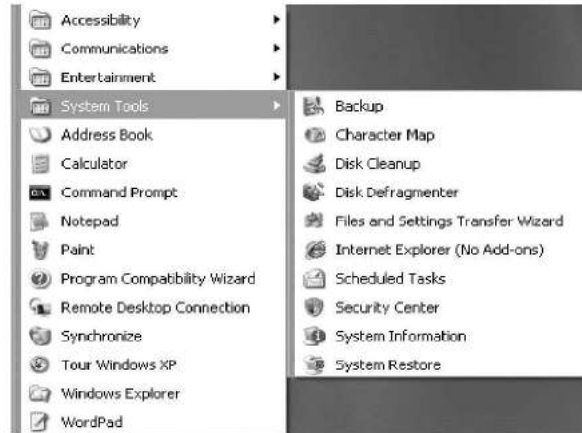 Accessibility
Communications
Entertainment
System Tools
Address Book
Calculator
Command Prompt
Notepad
Paint
Program Compatibility Wizard
Remote Desktop Connection
Synchronize
Tour Windows XP
Windows Explorer
WordPad
Backup
Character Map
Disk Cleanup
Disk Defragmenter
Files and Settings Transfer Wizard
Internet Explorer (No Add-ons)
Scheduled Tasks
Security Center
System Information
System Restore